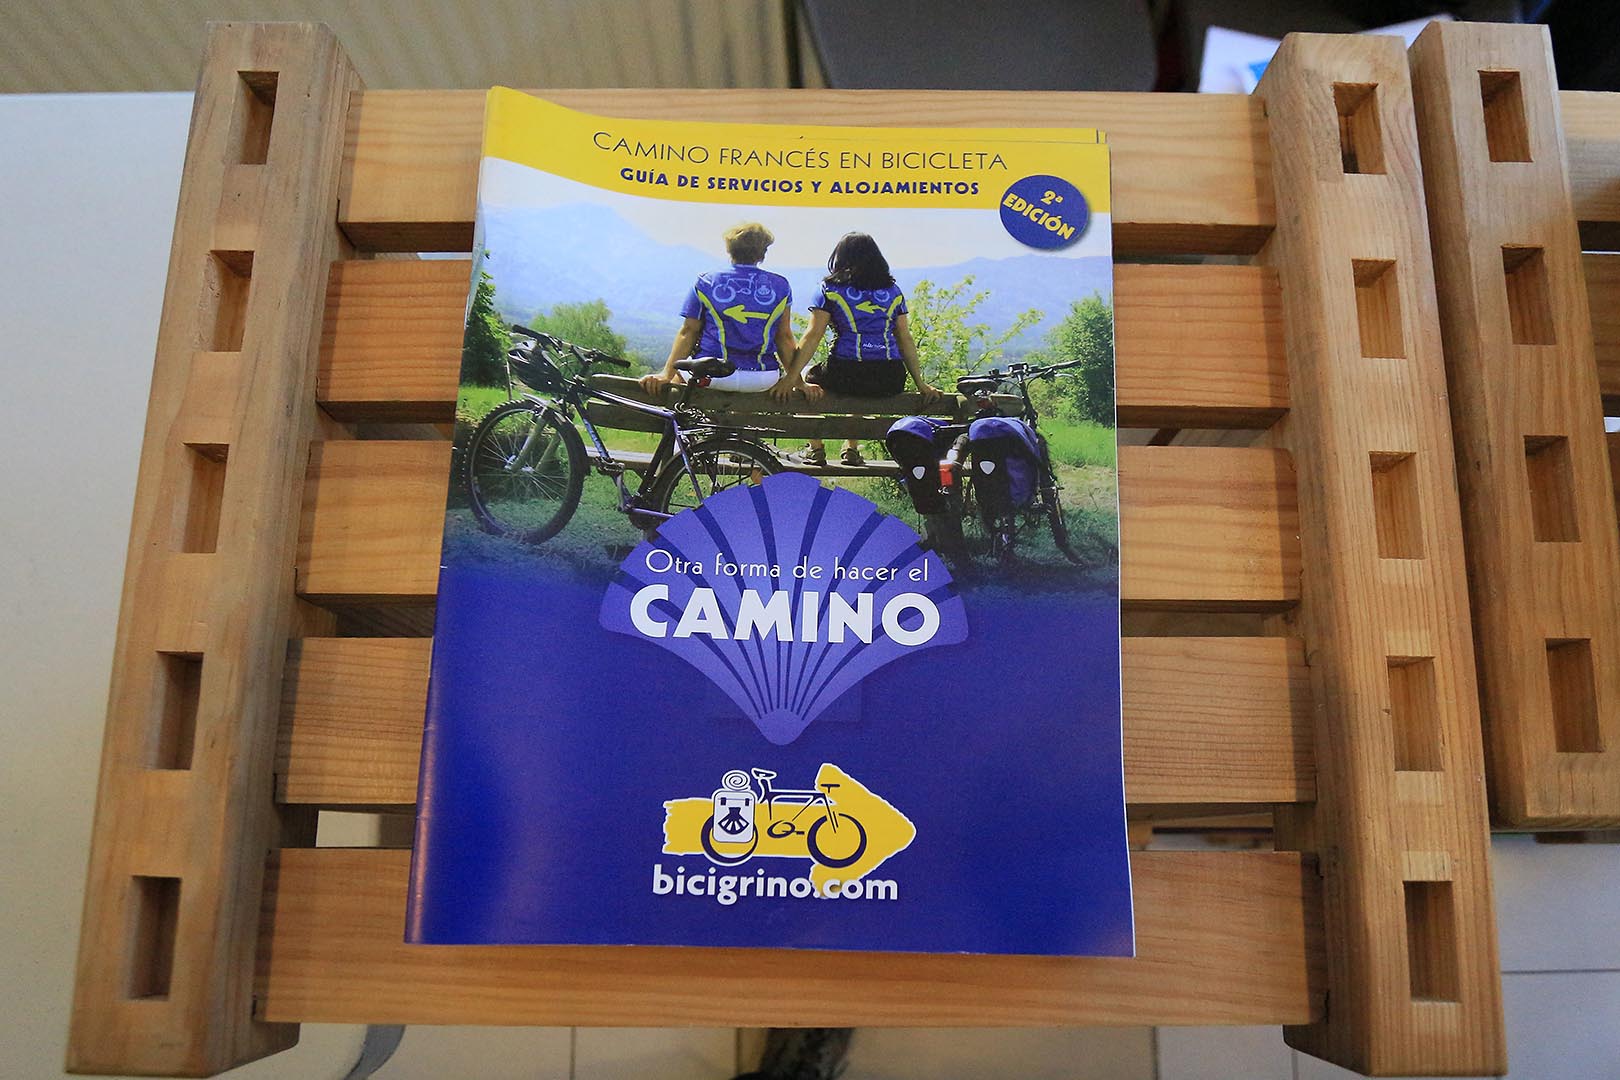 CAMINO FRANCÉS EN BICICLETA
GUÍA DE SERVICIOS Y ALOJAMIENTOS
2ª
EDICIÓN
Otra forma de hacer el
CAMINO
bicigrino.com